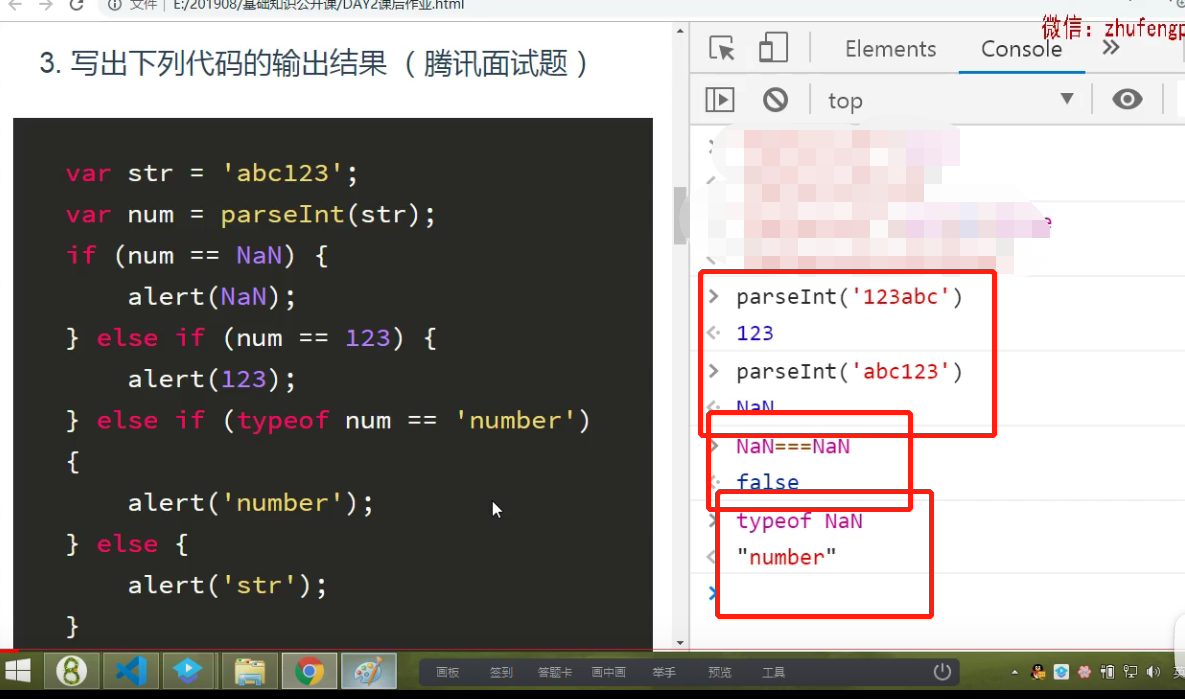 文件 E:/201908/基础知识公开课/DAY2课后作业.html
微信：zhufengp
3. 写出下列代码的输出结果 （ 腾讯面试题 ）
var str = 'abc123';
var num = parseInt(str);
if (num == NaN) {
alert(NaN);
} else if (num == 123) {
alert(123);
} else if (typeof num == 'number')
{
alert('number');
} else {
alert('str');
}
Elements Console »
top
parseInt('123abc')
123
parseInt('abc123')
NaN
NaN===NaN
false
typeof NaN
"number"
画板 签到 答题卡 画中画 举手 预览 工具
英